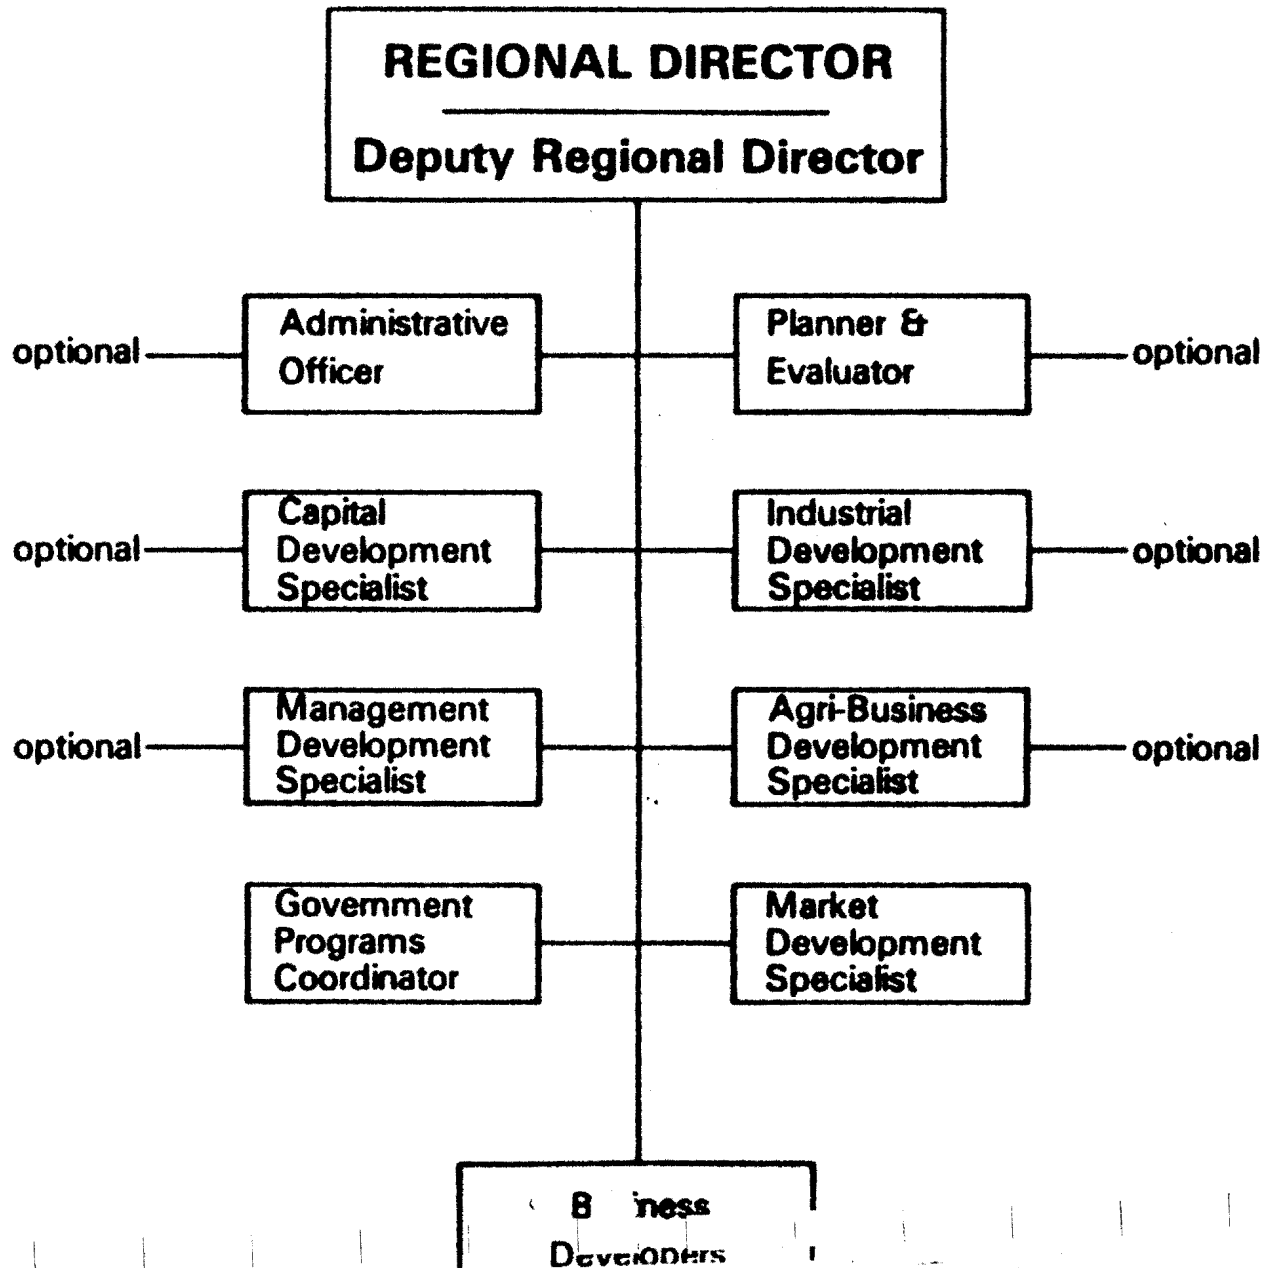 REGIONAL DIRECTOR
Deputy Regional Director
Administrative
Officer
Planner &
Evaluator
optional
optional
Capital
Development
Specialist
Industrial
Development
Specialist
optional
optional
Management
Development
Specialist
Agri-Business
Development
Specialist
optional
optional
Government
Programs
Coordinator
Market
Development
Specialist
Developers